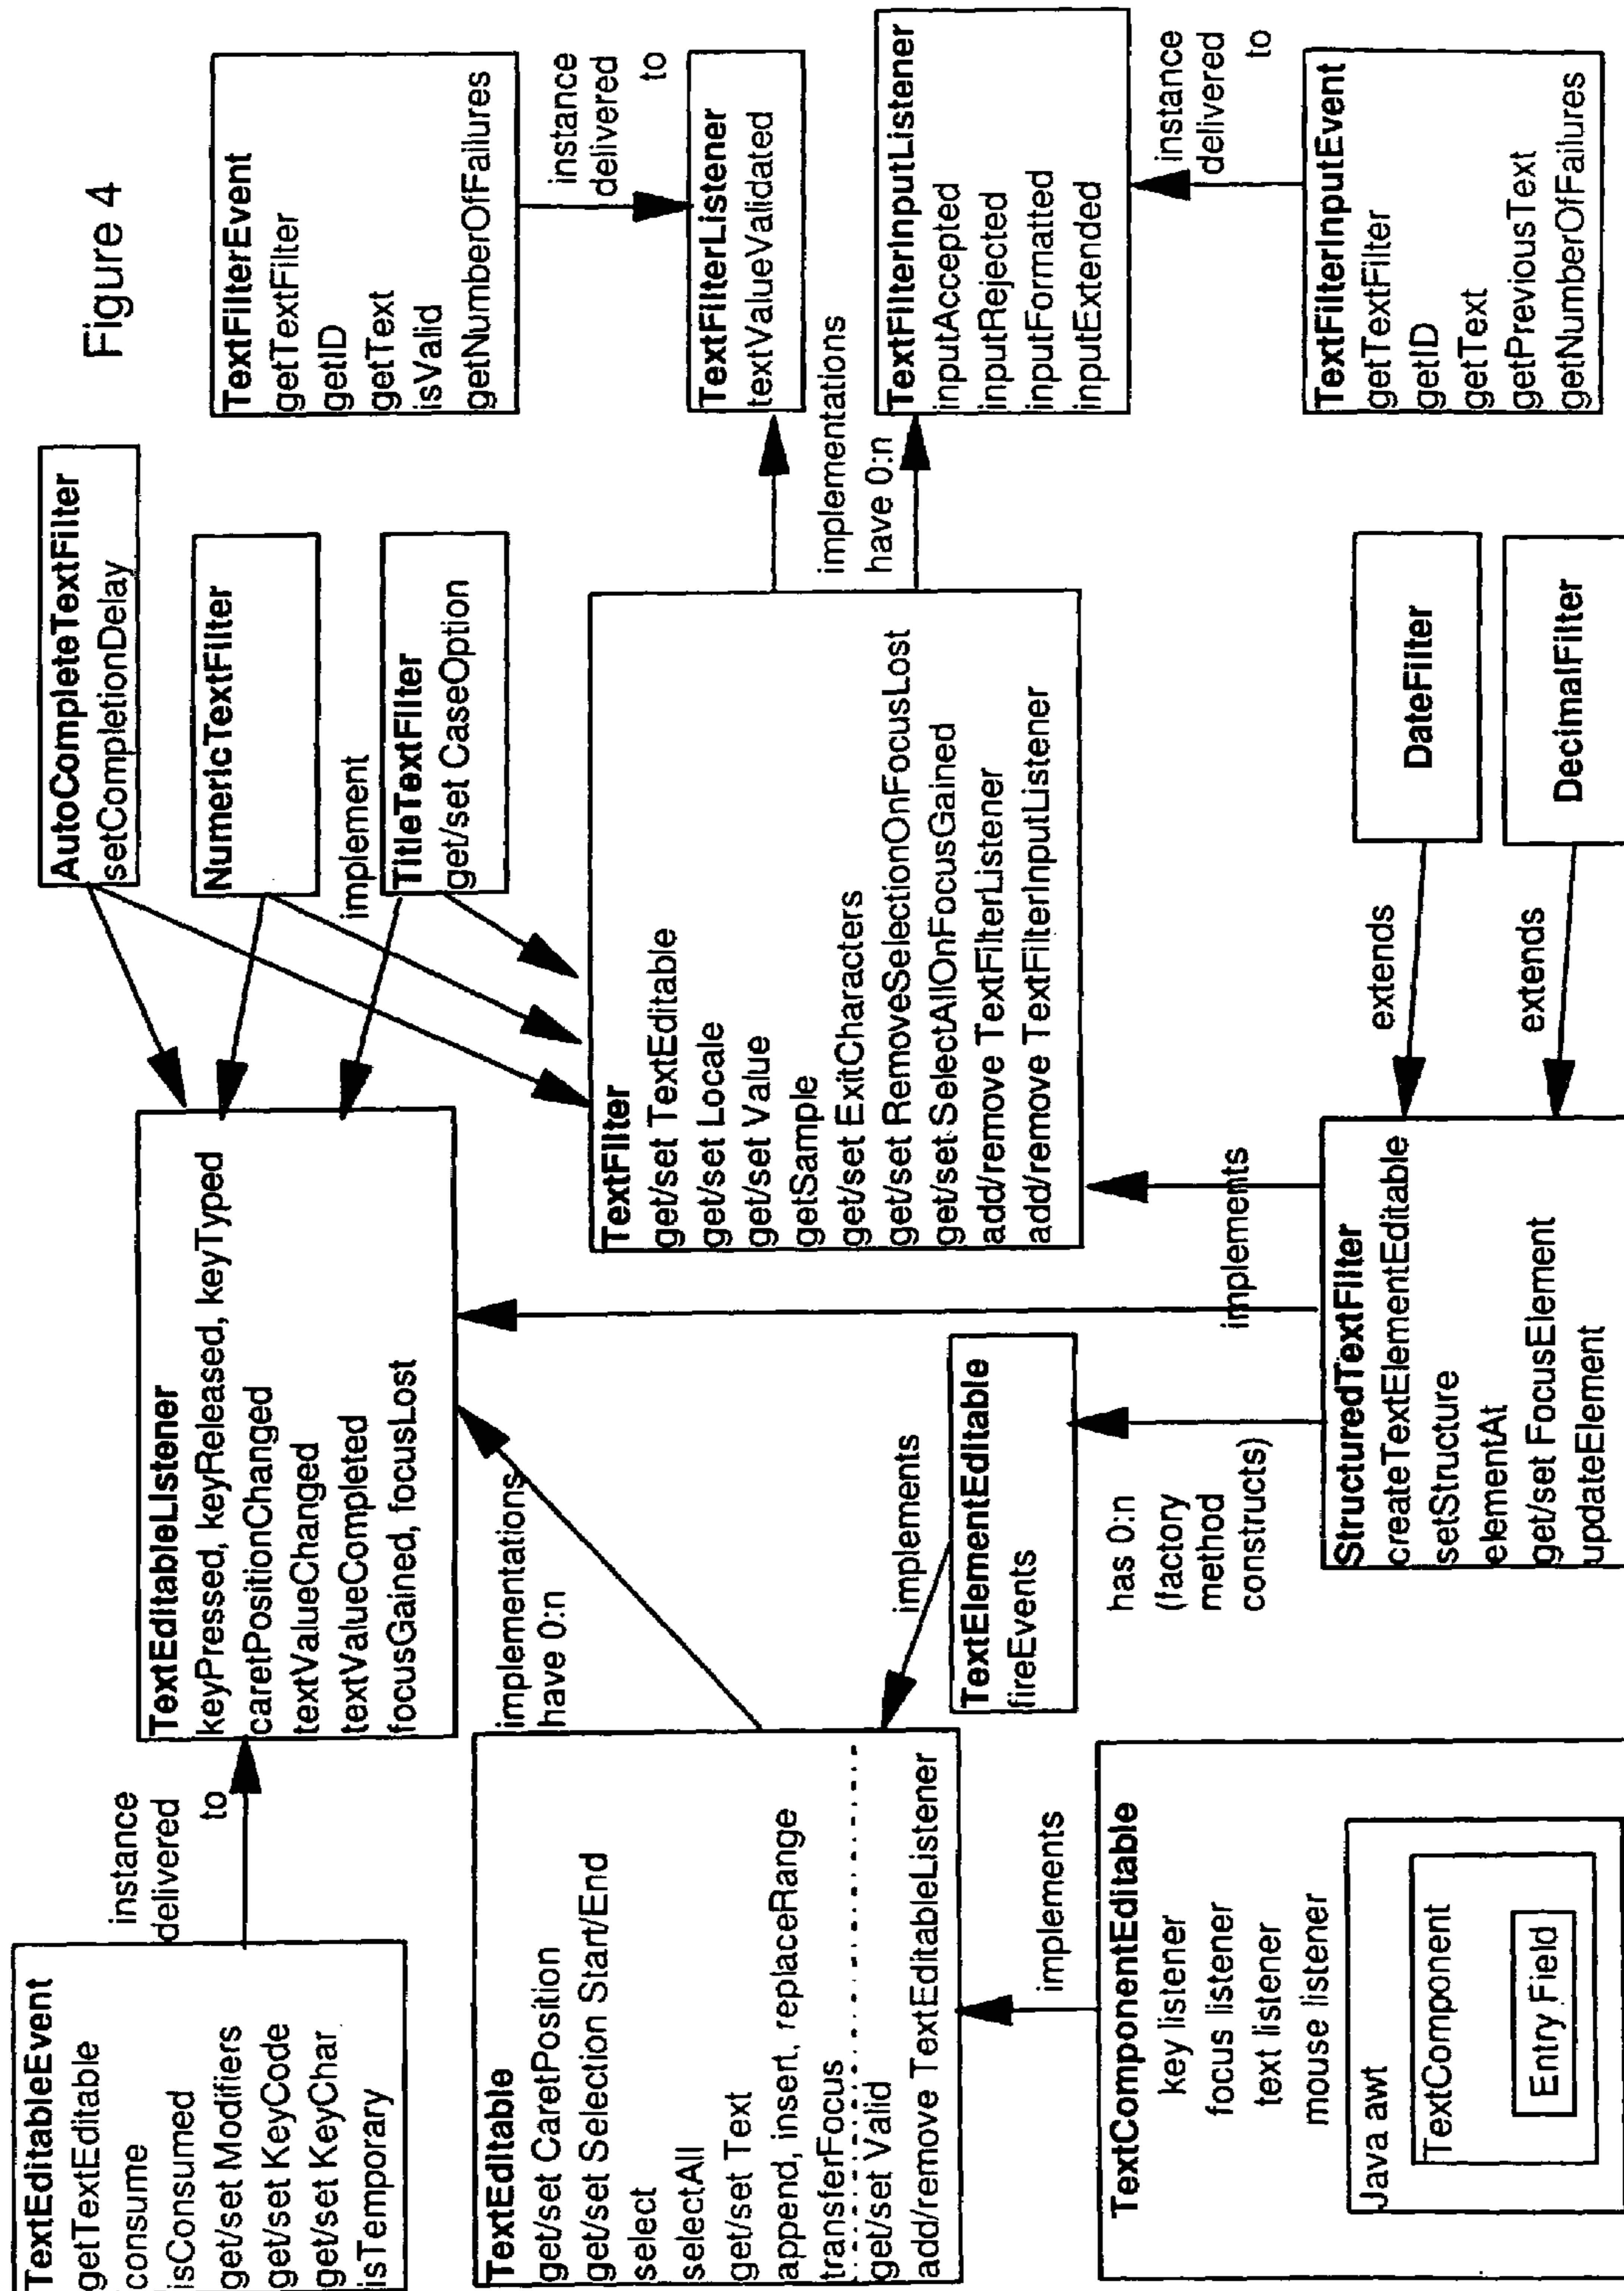 Figure 4
TextEditableEvent
getTextEditable
consume
isConsumed
get/set Modifiers
get/set KeyCode
get/set KeyChar
isTemporary
instance
delivered
to
TextEditableListener
keyPressed, keyReleased, keyTyped
caretPositionChanged
textValueChanged
textValueCompleted
focusGained, focusLost
AutoCompleteTextFilter
setCompletionDelay
NumericTextFilter
implement
TitleTextFilter
get/set CaseOption
TextFilterEvent
getTextFilter
getID
getText
isValid
getNumberOfFailures
instance
delivered
to
TextFilterListener
textValueValidated
TextEditable
get/set CaretPosition
get/set Selection Start/End
select
selectAll
get/set Text
append, insert, replaceRange
transferFocus
get/set Valid
add/remove TextEditableListener
implementations
have 0:n
TextFilter
get/set TextEditable
get/set Locale
get/set Value
getSample
get/set ExitCharacters
get/set RemoveSelectionOnFocusLost
get/set SelectAllOnFocusGained
add/remove TextFilterListener
add/remove TextFilterInputListener
implementations
have 0:n
TextFilterInputListener
inputAccepted
inputRejected
inputFormatted
inputExtended
instance
delivered
to
TextFilterInputEvent
getTextFilter
getID
getText
getPreviousText
getNumberOfFailures
implements
TextElementEditable
fireEvents
has 0:n
(factory
method
constructs)
implements
implements
TextComponentEditable
key listener
focus listener
text listener
mouse listener
Java awt
TextComponent
Entry Field
StructuredTextFilter
createTextElementEditable
setStructure
elementAt
get/set FocusElement
updateElement
extends
DateFilter
extends
DecimalFilter